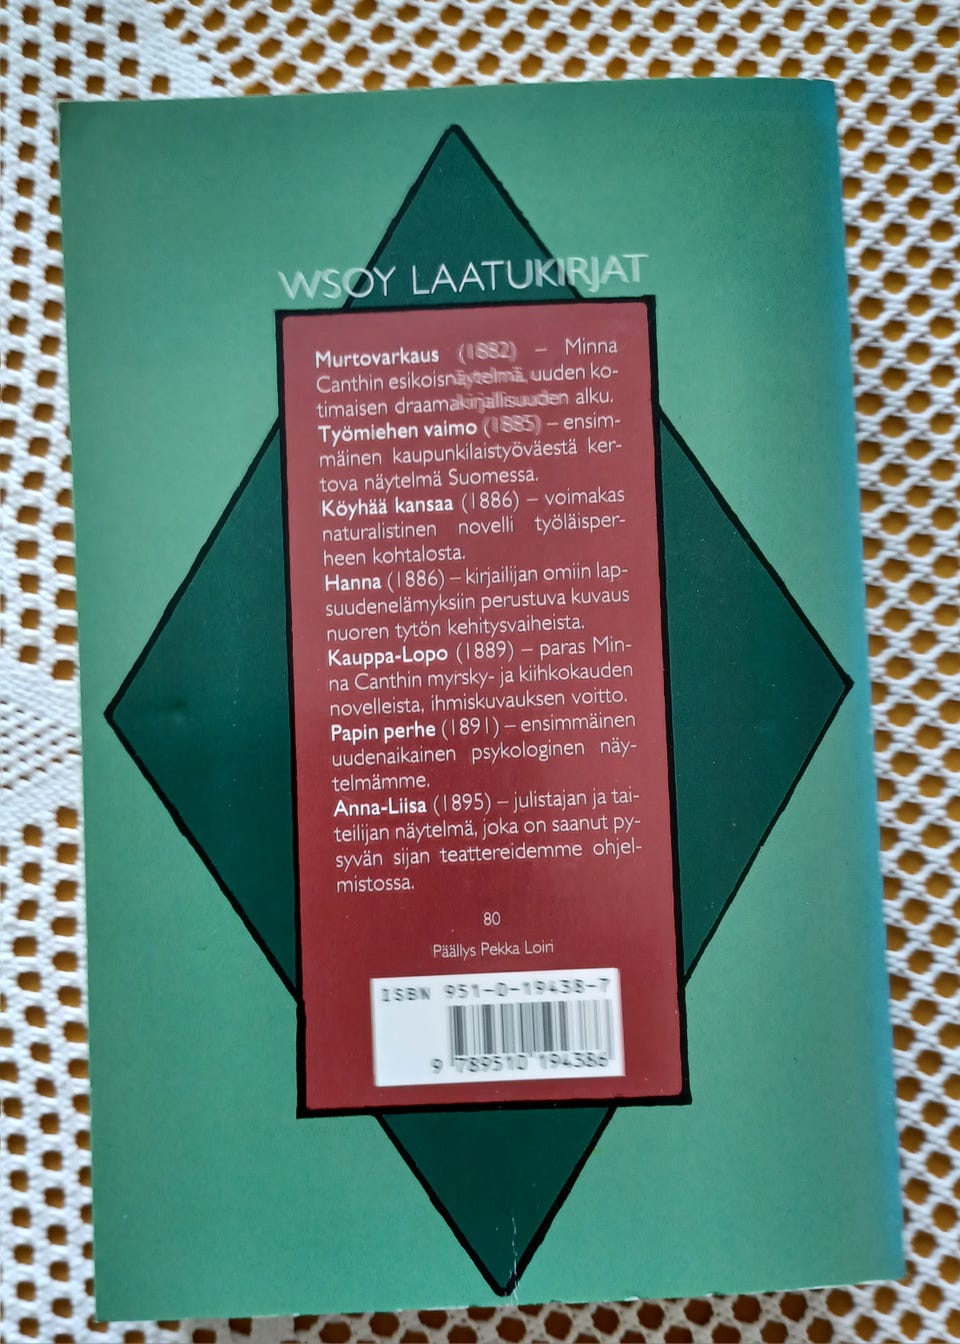 WSOY LAATUKIRJAT
Murtovarkaus (1882) – Minna
Canthin esikoisnäytelmä, uuden ko-
timaisen draamakirjallisuuden alku.
Työmiehen vaimo (1885) – ensim-
mäinen kaupunkilaistyöväestä ker-
tova näytelmä Suomessa.
Köyhää kansaa (1886) – voimakas
naturalistinen novelli työläisper-
heen kohtalosta.
Hanna (1886) – kirjailijan omiin lap-
suudenelämyksiin perustuva kuvaus
nuoren tytön kehitysvaiheista.
Kauppa-Lopo (1889) – paras Min-
na Canthin myrsky- ja kiihkokauden
novelleista, ihmiskuvauksen voitto.
Papin perhe (1891) – ensimmäinen
uudenaikainen psykologinen näy-
telmämme.
Anna-Liisa (1895) – julistajan ja tai-
teilijan näytelmä, joka on saanut py-
syvän sijan teattereidemme ohjel-
mistossa.
80
Päällys Pekka Loiri
ISBN 951-0-19438-7
9 789510 194386